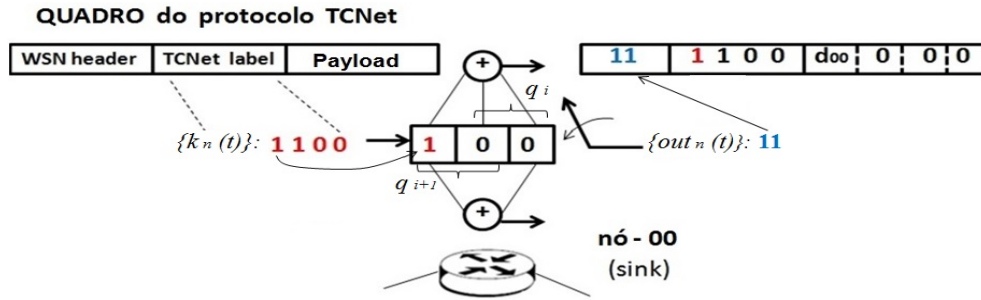 QUADRO do protocolo TCNet
WSN header TCNet label Payload
11 1 1 0 0 d00 0 0 0
+
q i
{k n (t)}: 1 1 0 0
1 0 0
{out n (t)}: 11
q i+1
+
nó - 00
(sink)